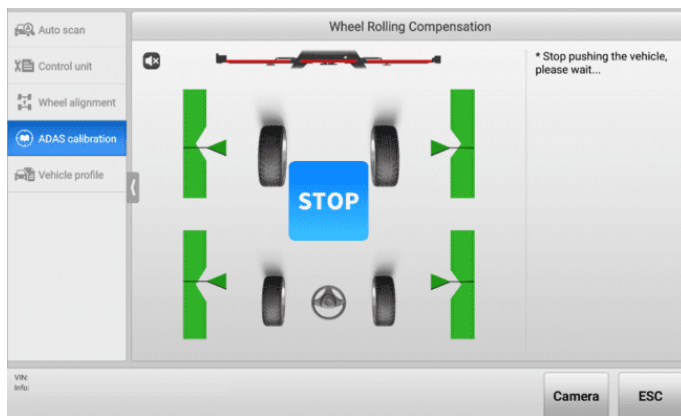 Wheel Rolling Compensation
Auto scan
Control unit
Wheel alignment
ADAS calibration
Vehicle profile
* Stop pushing the vehicle,
please wait...
STOP
VIN:
Info:
Camera
ESC